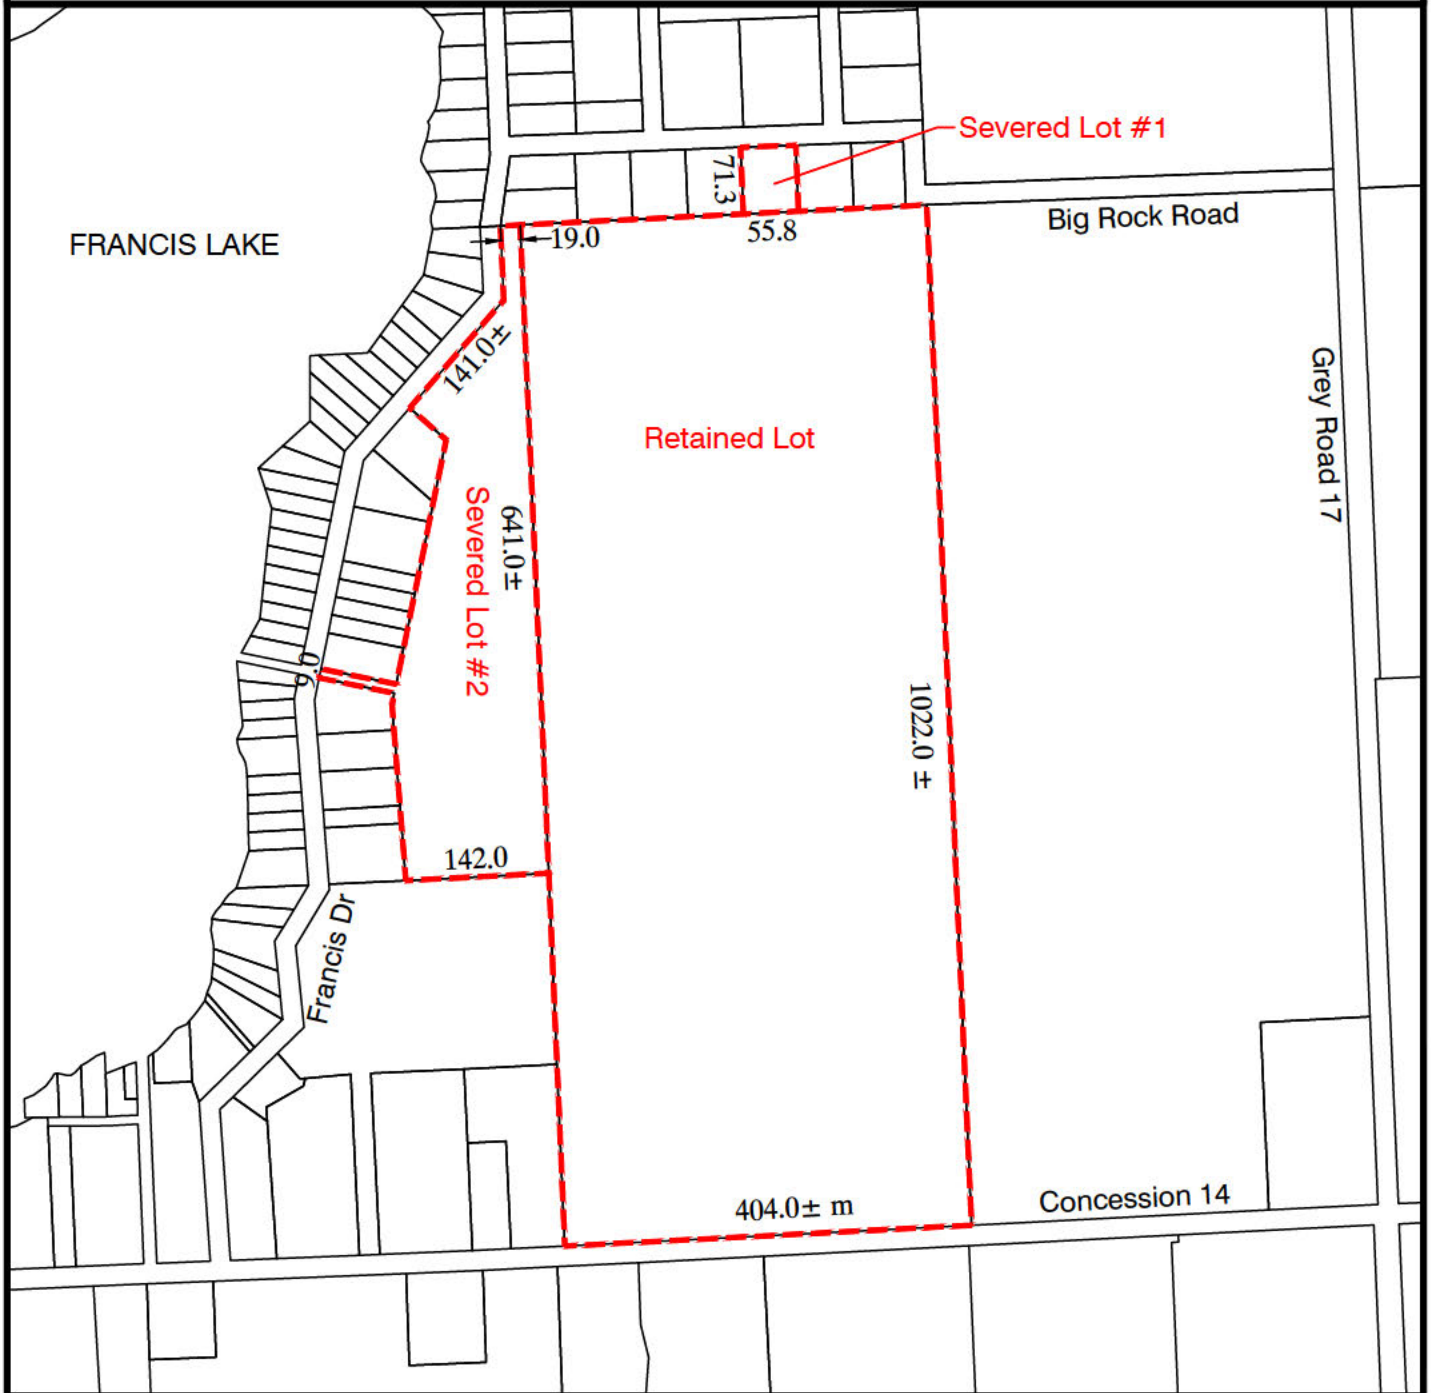 Severed Lot #1
71.3
Big Rock Road
55.8
19.0
FRANCIS LAKE
141.0±
Grey Road 17
Retained Lot
Severed Lot #2
641.0±
9.0
1022.0 ±
142.0
Francis Dr
404.0± m
Concession 14